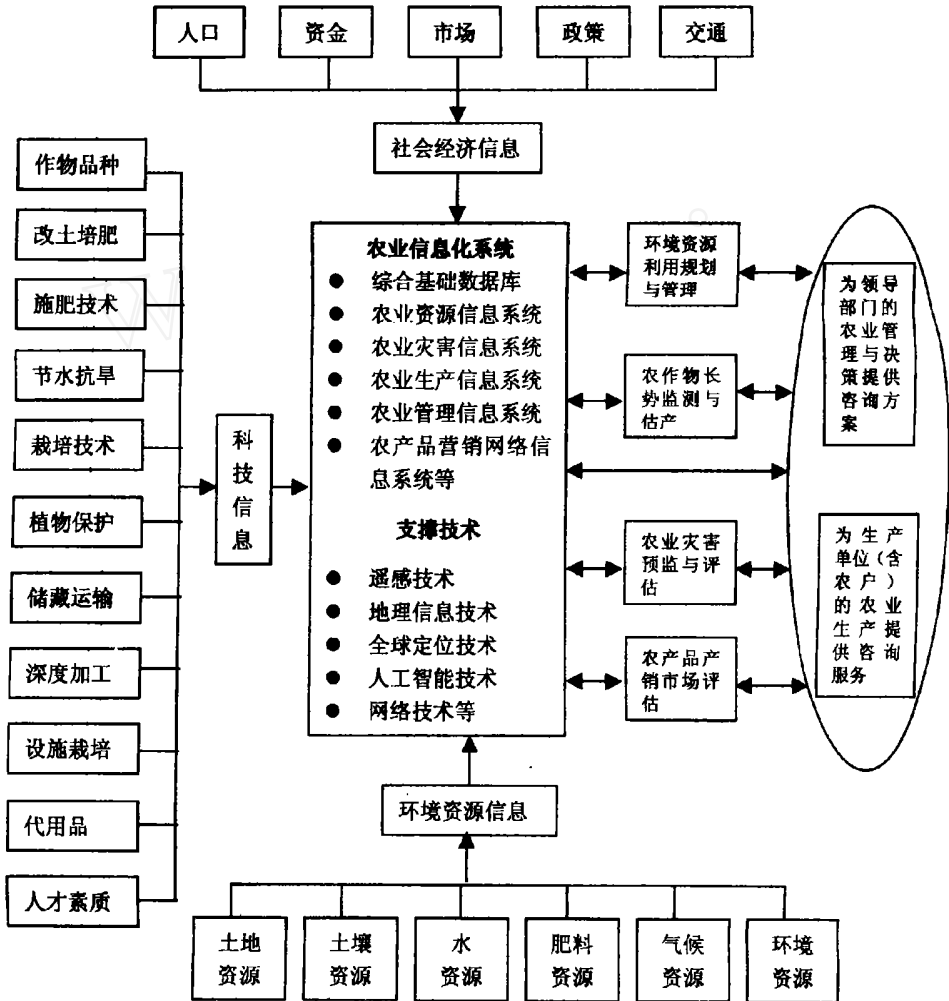 人口
资金
市场
政策
交通
社会经济信息
作物品种
改土培肥
施肥技术
节水抗旱
栽培技术
植物保护
储藏运输
深度加工
设施栽培
代用品
人才素质
科
技
信
息
农业信息化系统
● 综合基础数据库
● 农业资源信息系统
● 农业灾害信息系统
● 农业生产信息系统
● 农业管理信息系统
● 农产品营销网络信
息系统等
支撑技术
● 遥感技术
● 地理信息技术
● 全球定位技术
● 人工智能技术
● 网络技术等
环境资源
利用规划
与管理
农作物长
势监测与
估产
农业灾害
预监与评
估
农产品产
销市场评
估
为领导
部门的
农业管
理与决
策提供
咨询方
案
为生产
单位(含
农户)
的农业
生产提
供咨询
服务
环境资源信息
土地
资源
土壤
资源
水
资源
肥料
资源
气候
资源
环境
资源